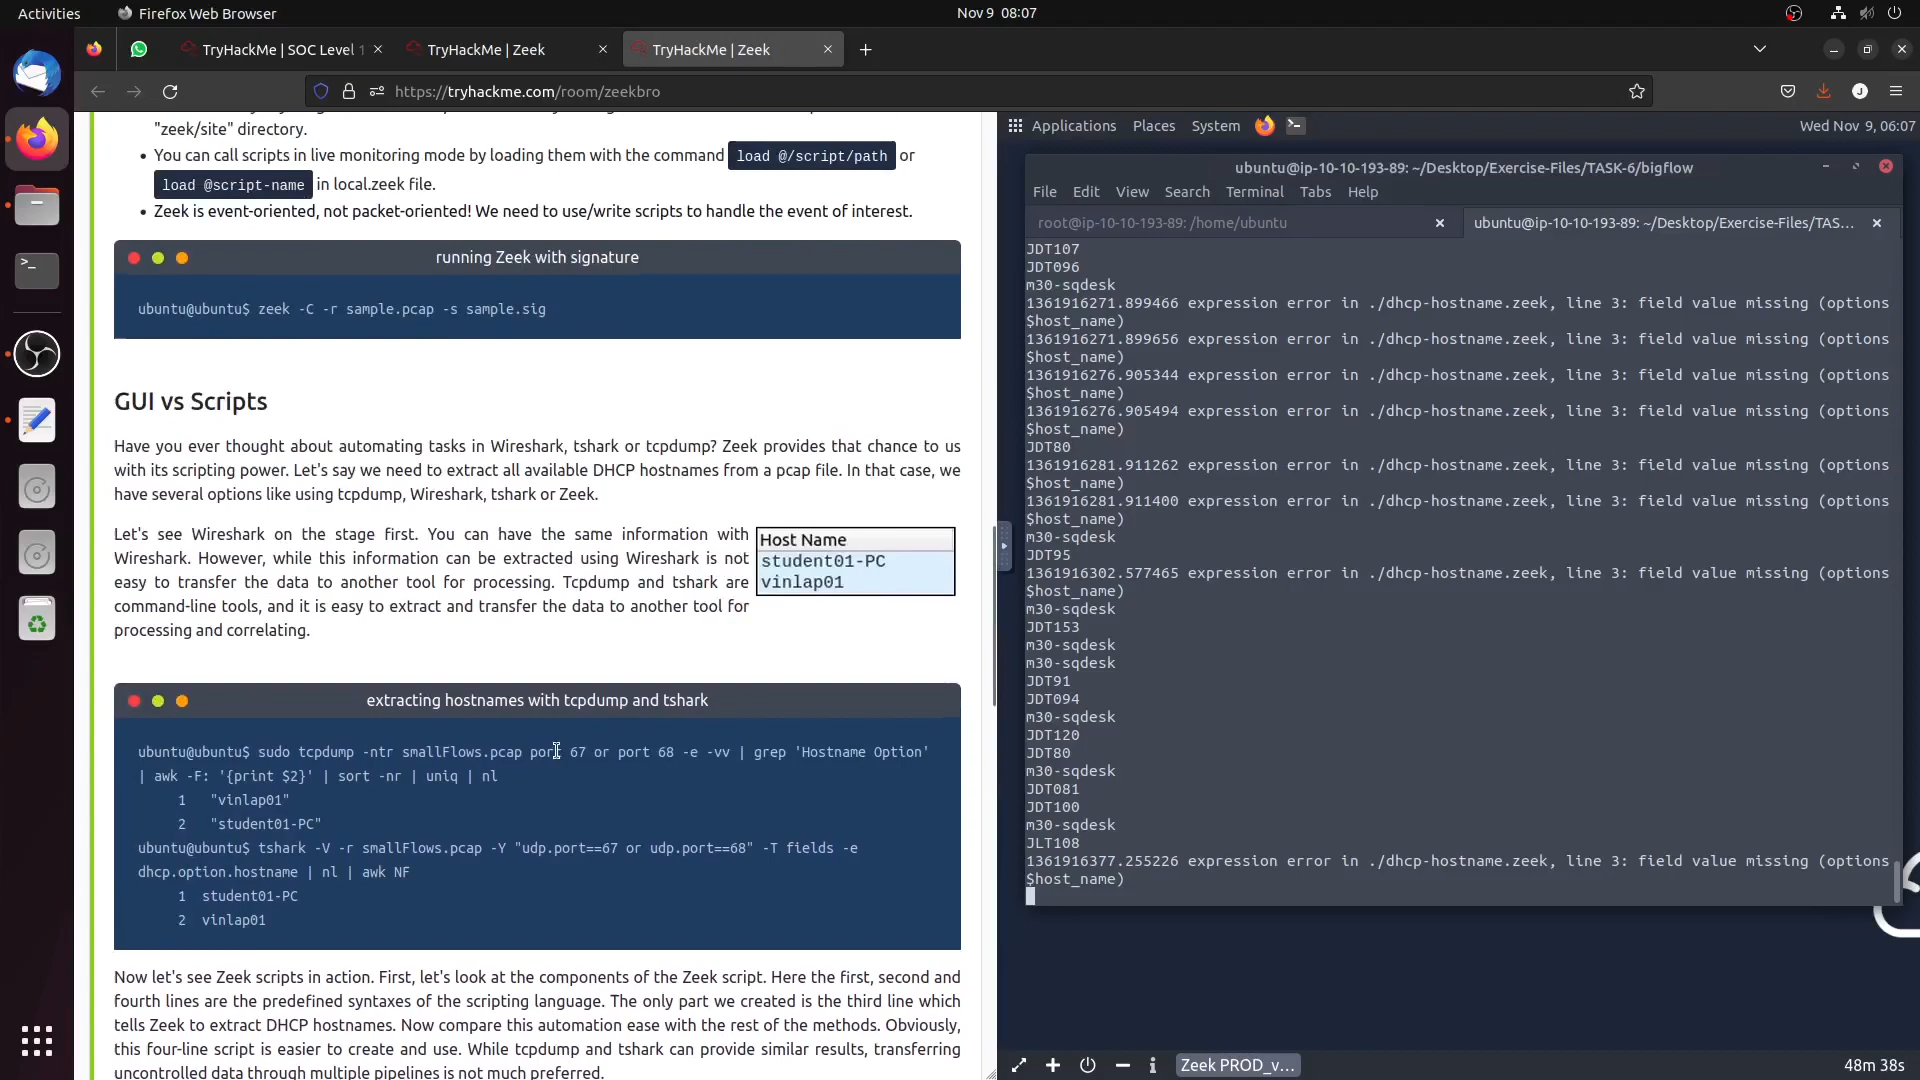 Activities
Firefox Web Browser
Nov 9  08:07
TryHackMe | SOC Level 1
TryHackMe | Zeek
TryHackMe | Zeek
https://tryhackme.com/room/zeekbro
"zeek/site" directory.
You can call scripts in live monitoring mode by loading them with the command load @/script/path or
load @script-name in local.zeek file.
Zeek is event-oriented, not packet-oriented! We need to use/write scripts to handle the event of interest.
running Zeek with signature
ubuntu@ubuntu$ zeek -C -r sample.pcap -s sample.sig
GUI vs Scripts
Have you ever thought about automating tasks in Wireshark, tshark or tcpdump? Zeek provides that chance to us
with its scripting power. Let's say we need to extract all available DHCP hostnames from a pcap file. In that case, we
have several options like using tcpdump, Wireshark, tshark or Zeek.
Let's see Wireshark on the stage first. You can have the same information with
Wireshark. However, while this information can be extracted using Wireshark is not
easy to transfer the data to another tool for processing. Tcpdump and tshark are
command-line tools, and it is easy to extract and transfer the data to another tool for
processing and correlating.
Host Name
student01-PC
vinlap01
extracting hostnames with tcpdump and tshark
ubuntu@ubuntu$ sudo tcpdump -ntr smallFlows.pcap port 67 or port 68 -e -vv | grep 'Hostname Option'
| awk -F: '{print $2}' | sort -nr | uniq | nl
1   "vinlap01"
2   "student01-PC"
ubuntu@ubuntu$ tshark -V -r smallFlows.pcap -Y "udp.port==67 or udp.port==68" -T fields -e
dhcp.option.hostname | nl | awk NF
1  student01-PC
2  vinlap01
Now let's see Zeek scripts in action. First, let's look at the components of the Zeek script. Here the first, second and
fourth lines are the predefined syntaxes of the scripting language. The only part we created is the third line which
tells Zeek to extract DHCP hostnames. Now compare this automation ease with the rest of the methods. Obviously,
this four-line script is easier to create and use. While tcpdump and tshark can provide similar results, transferring
uncontrolled data through multiple pipelines is not much preferred.
Applications
Places
System
Wed Nov 9, 06:07
ubuntu@ip-10-10-193-89: ~/Desktop/Exercise-Files/TASK-6/bigflow
File Edit View Search Terminal Tabs Help
root@ip-10-10-193-89: /home/ubuntu
ubuntu@ip-10-10-193-89: ~/Desktop/Exercise-Files/TAS...
JDT107
JDT096
m30-sqdesk
1361916271.899466 expression error in ./dhcp-hostname.zeek, line 3: field value missing (options
$host_name)
1361916271.899656 expression error in ./dhcp-hostname.zeek, line 3: field value missing (options
$host_name)
1361916276.905344 expression error in ./dhcp-hostname.zeek, line 3: field value missing (options
$host_name)
1361916276.905494 expression error in ./dhcp-hostname.zeek, line 3: field value missing (options
$host_name)
JDT80
1361916281.911262 expression error in ./dhcp-hostname.zeek, line 3: field value missing (options
$host_name)
1361916281.911400 expression error in ./dhcp-hostname.zeek, line 3: field value missing (options
$host_name)
m30-sqdesk
JDT95
1361916302.577465 expression error in ./dhcp-hostname.zeek, line 3: field value missing (options
$host_name)
m30-sqdesk
JDT153
m30-sqdesk
m30-sqdesk
JDT91
JDT094
m30-sqdesk
JDT120
JDT80
m30-sqdesk
JDT081
JDT100
m30-sqdesk
JLT108
1361916377.255226 expression error in ./dhcp-hostname.zeek, line 3: field value missing (options
$host_name)
Zeek PROD_v...
48m 38s